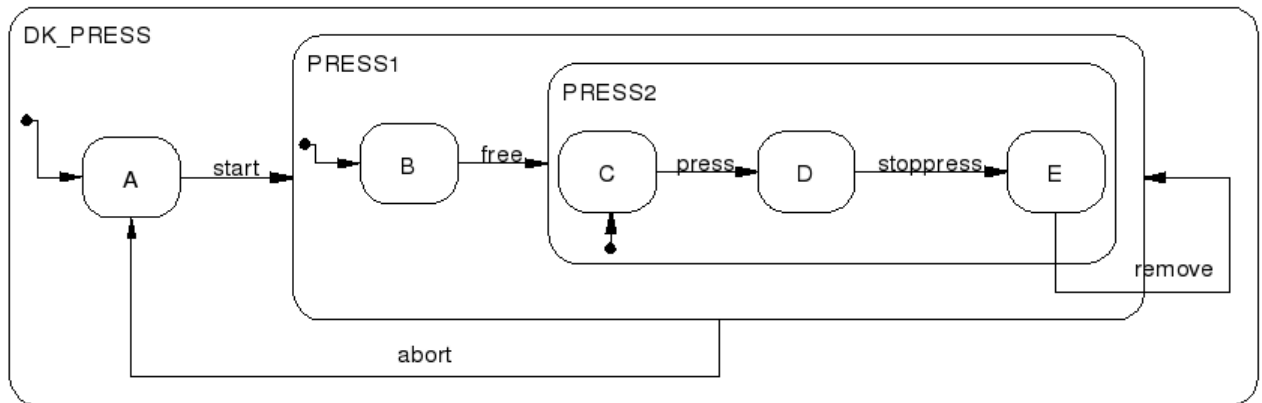 DK_PRESS
PRESS1
PRESS2
A
start
B
free
C
press
D
stoppress
E
remove
abort